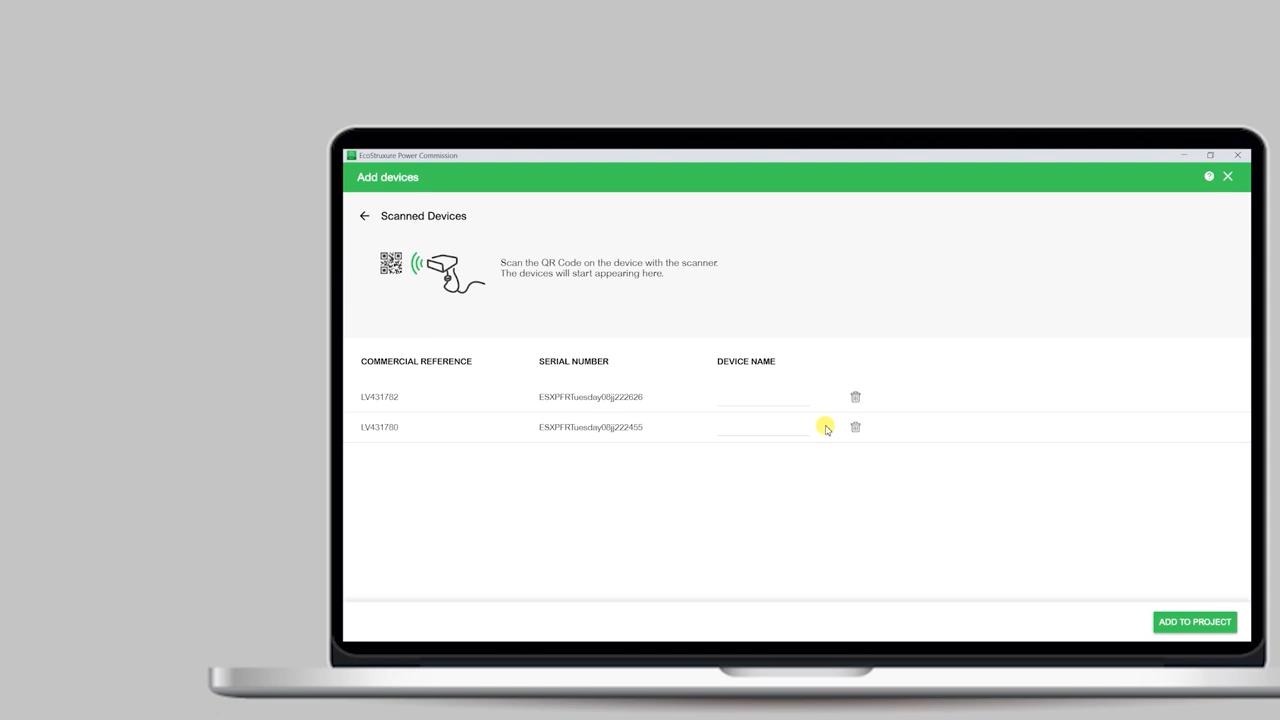 EcoStruxure Power Commission
Add devices
Scanned Devices
Scan the QR Code on the device with the scanner.
The devices will start appearing here.
COMMERCIAL REFERENCE SERIAL NUMBER DEVICE NAME
LV431782 ESXPFRTuesday08jj222626
LV431780 ESXPFRTuesday08jj222455
ADD TO PROJECT